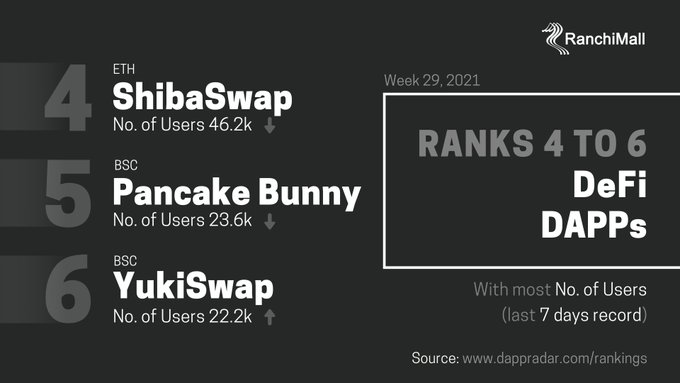 RanchiMall
Week 29, 2021
RANKS 4 TO 6
DeFi
DAPPs
With most No. of Users
(last 7 days record)
4
ETH
ShibaSwap
No. of Users 46.2k
5
BSC
Pancake Bunny
No. of Users 23.6k
6
BSC
YukiSwap
No. of Users 22.2k
Source: www.dappradar.com/rankings